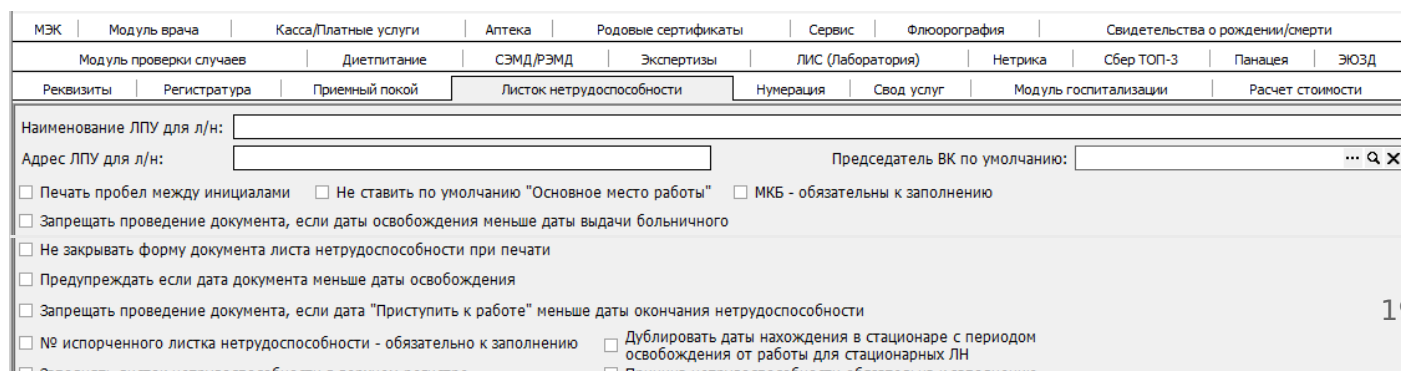 МЭК Модуль врача Касса/Платные услуги Аптека Родовые сертификаты Сервис Флюорография Свидетельства о рождении/смерти
Модуль проверки случаев Диетпитание СЭМД/РЭМД Экспертизы ЛИС (Лаборатория) Нетрика Сбер ТОП-3 Панацея ЭЮЗД
Реквизиты Регистратура Приемный покой Листок нетрудоспособности Нумерация Свод услуг Модуль госпитализации Расчет стоимости
Наименование ЛПУ для л/н:
Адрес ЛПУ для л/н: Председатель ВК по умолчанию:
Печать пробел между инициалами Не ставить по умолчанию "Основное место работы" МКБ - обязательны к заполнению
Запрещать проведение документа, если даты освобождения меньше даты выдачи больничного
Не закрывать форму документа листа нетрудоспособности при печати
Предупреждать если дата документа меньше даты освобождения
Запрещать проведение документа, если дата "Приступить к работе" меньше даты окончания нетрудоспособности
№ испорченного листка нетрудоспособности - обязательно к заполнению
Дублировать даты нахождения в стационаре с периодом
освобождения от работы для стационарных ЛН